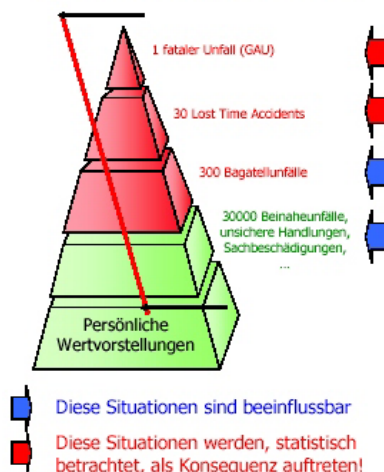 1 fataler Unfall (GAU)
30 Lost Time Accidents
300 Bagatellunfälle
30000 Beinaheunfälle,
unsichere Handlungen,
Sachbeschädigungen,
...
Persönliche
Wertvorstellungen
Diese Situationen sind beeinflussbar
Diese Situationen werden, statistisch
betrachtet, als Konsequenz auftreten!